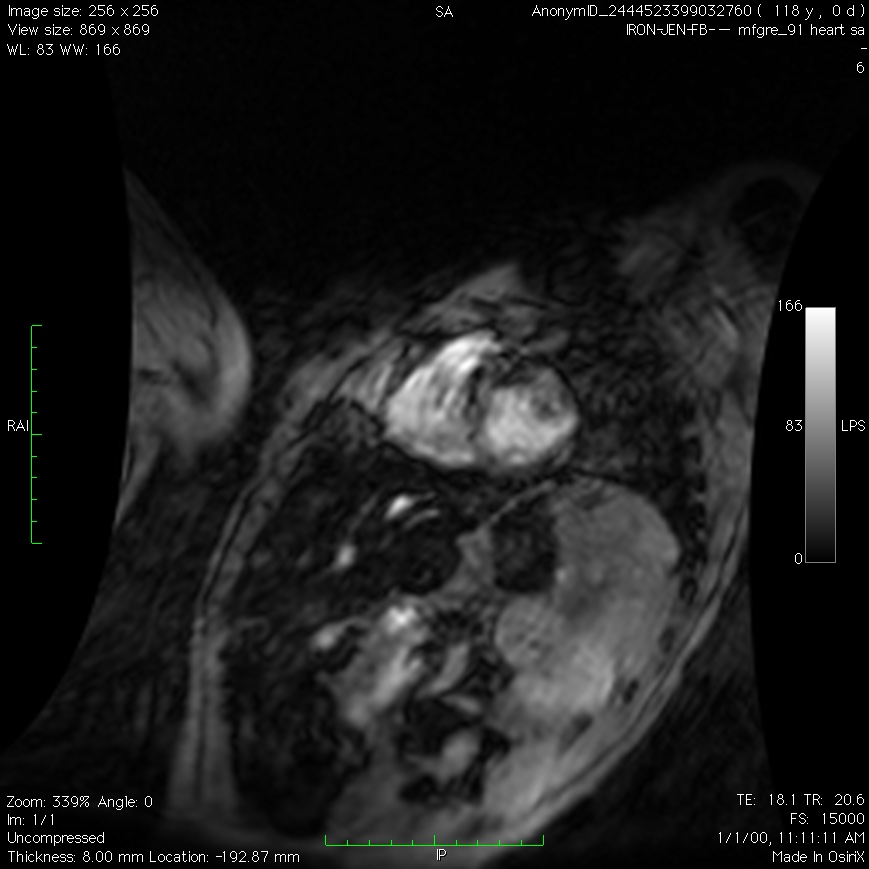 Image size: 256 x 256
View size: 869 x 869
WL: 83 WW: 166
SA
AnonymID_2444523399032760 ( 118 y, 0 d )
IRON-JEN-FB-— mfgre_91 heart sa
-
6
166
83
0
RAI
LPS
Zoom: 339% Angle: 0
Im: 1/1
Uncompressed
Thickness: 8.00 mm Location: -192.87 mm
IP
TE: 18.1 TR: 20.6
FS: 15000
1/1/00, 11:11:11 AM
Made In OsiriX